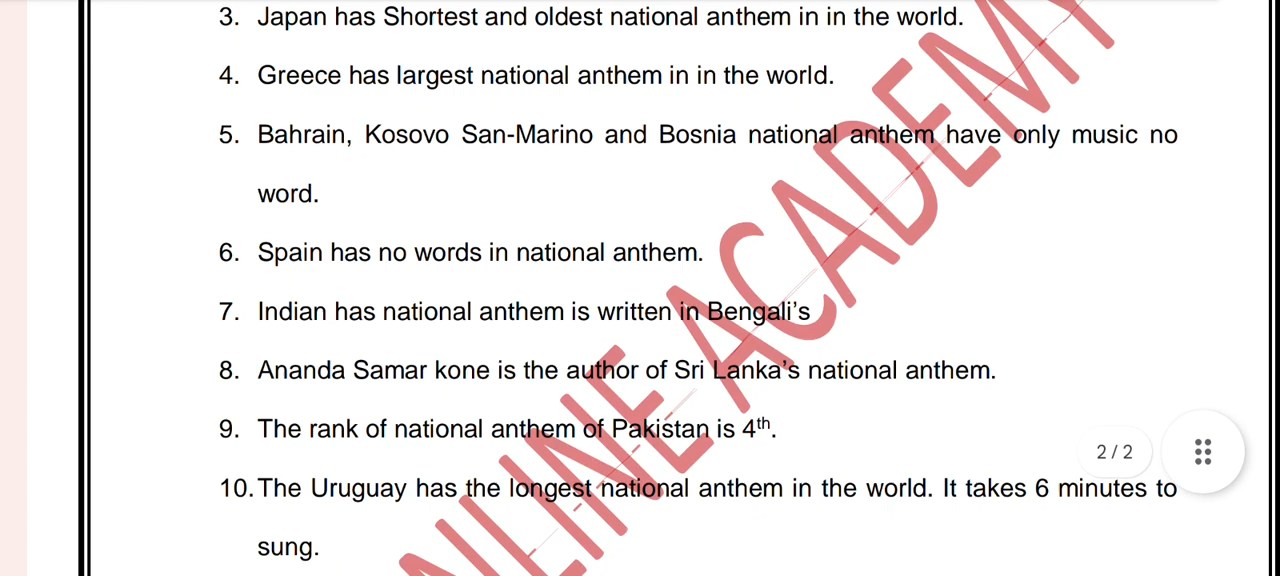 3. Japan has Shortest and oldest national anthem in in the world.
4. Greece has largest national anthem in in the world.
5. Bahrain, Kosovo San-Marino and Bosnia national anthem have only music no
word.
6. Spain has no words in national anthem.
7. Indian has national anthem is written in Bengali’s
8. Ananda Samar kone is the author of Sri Lanka’s national anthem.
9. The rank of national anthem of Pakistan is 4th.
2 / 2
10. The Uruguay has the longest national anthem in the world. It takes 6 minutes to
sung.
NLINE ACADEMY